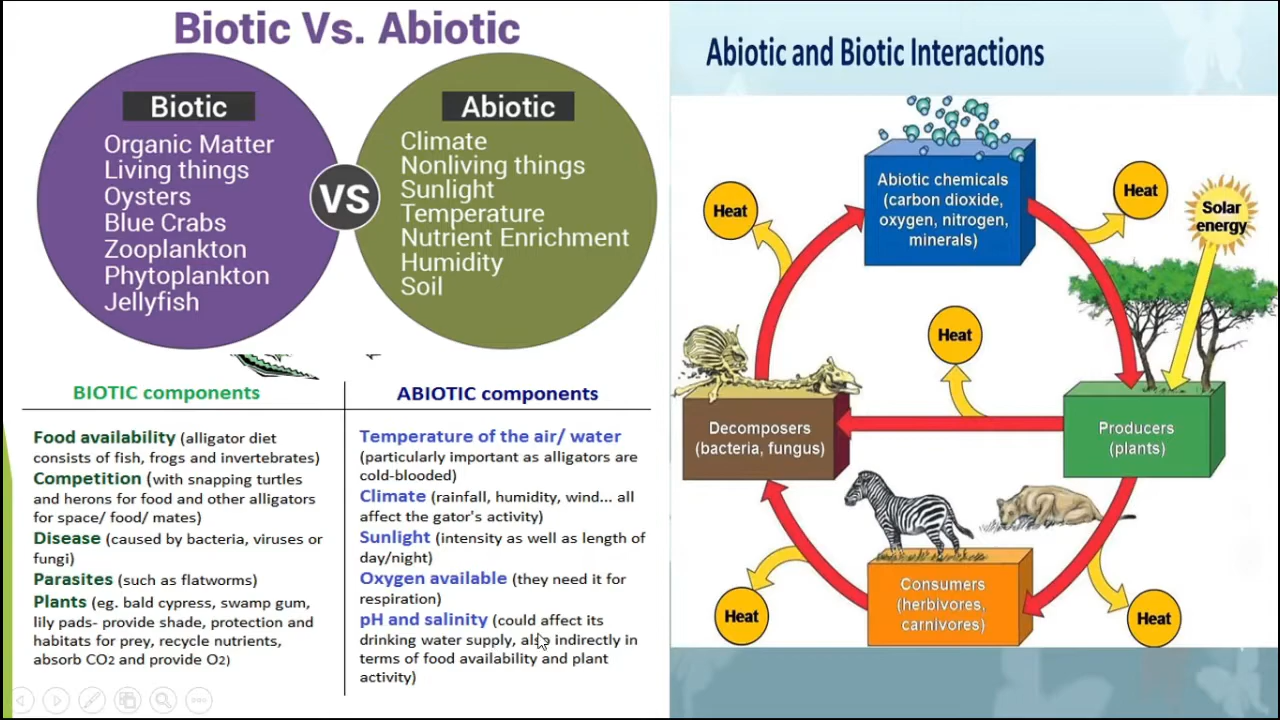 Biotic Vs. Abiotic
Biotic
Organic Matter
Living things
Oysters
Blue Crabs
Zooplankton
Phytoplankton
Jellyfish
VS
Abiotic
Climate
Nonliving things
Sunlight
Temperature
Nutrient Enrichment
Humidity
Soil
BIOTIC components
Food availability (alligator diet
consists of fish, frogs and invertebrates)
Competition (with snapping turtles
and herons for food and other alligators
for space/ food/ mates)
Disease (caused by bacteria, viruses or
fungi)
Parasites (such as flatworms)
Plants (eg. bald cypress, swamp gum,
lily pads- provide shade, protection and
habitats for prey, recycle nutrients,
absorb CO2 and provide O2)
ABIOTIC components
Temperature of the air/ water
(particularly important as alligators are
cold-blooded)
Climate (rainfall, humidity, wind... all
affect the gator's activity)
Sunlight (intensity as well as length of
day/night)
Oxygen available (they need it for
respiration)
pH and salinity (could affect its
drinking water supply, also indirectly in
terms of food availability and plant
activity)
Abiotic and Biotic Interactions
Abiotic chemicals
(carbon dioxide,
oxygen, nitrogen,
minerals)
Heat
Heat
Solar
energy
Heat
Decomposers
(bacteria, fungus)
Producers
(plants)
Consumers
(herbivores,
carnivores)
Heat
Heat